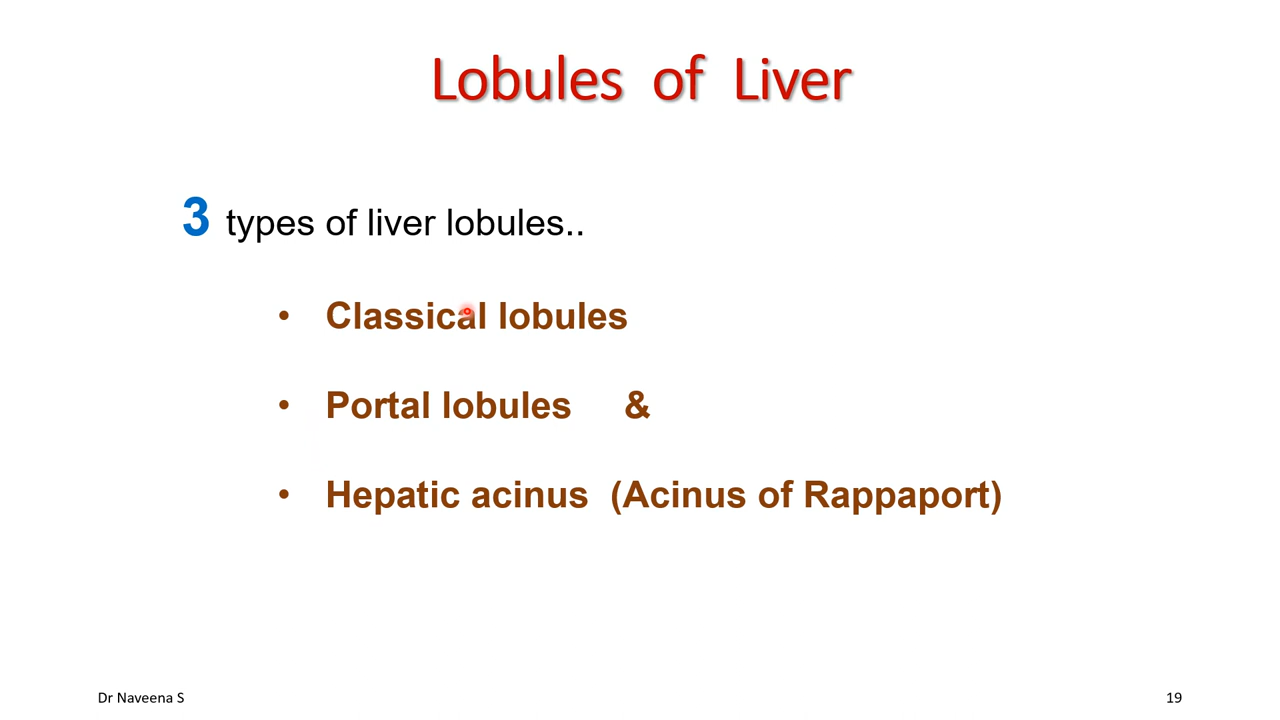 Lobules of Liver
3 types of liver lobules..
• Classical lobules
• Portal lobules &
• Hepatic acinus (Acinus of Rappaport)
Dr Naveena S
19